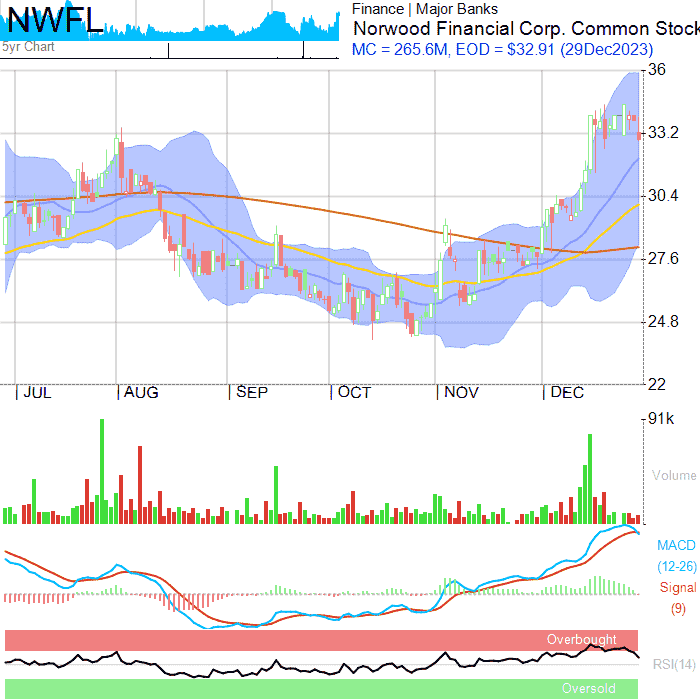 NWFL
5yr Chart
Finance | Major Banks
Norwood Financial Corp. Common Stock
MC = 265.6M, EOD = $32.91 (29Dec2023)
36
33.2
30.4
27.6
24.8
22
|JUL |AUG |SEP |OCT |NOV |DEC
91k
Volume
MACD
(12-26)
Signal
(9)
Overbought
RSI(14)
Oversold